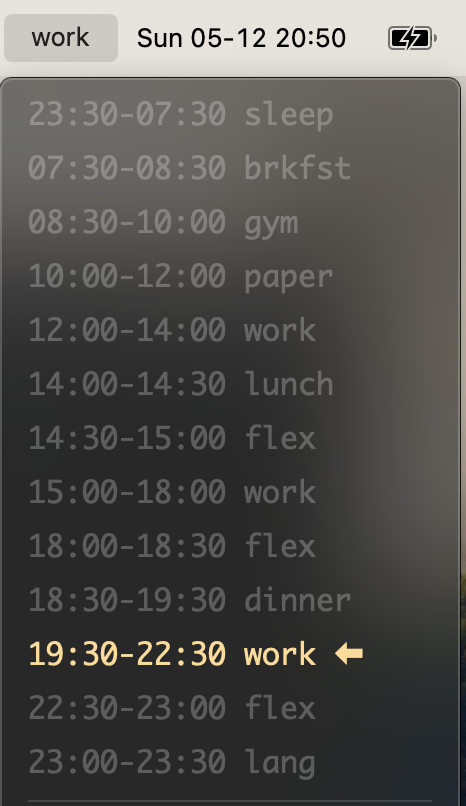 work Sun 05-12 20:50
23:30-07:30 sleep
07:30-08:30 brkfst
08:30-10:00 gym
10:00-12:00 paper
12:00-14:00 work
14:00-14:30 lunch
14:30-15:00 flex
15:00-18:00 work
18:00-18:30 flex
18:30-19:30 dinner
19:30-22:30 work ⬅
22:30-23:00 flex
23:00-23:30 lang